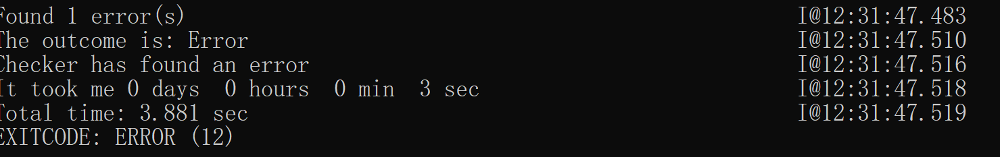 Found 1 error(s) I@12:31:47.483
The outcome is: Error I@12:31:47.510
Checker has found an error I@12:31:47.516
It took me 0 days  0 hours  0 min  3 sec I@12:31:47.518
Total time: 3.881 sec I@12:31:47.519
EXITCODE: ERROR (12)